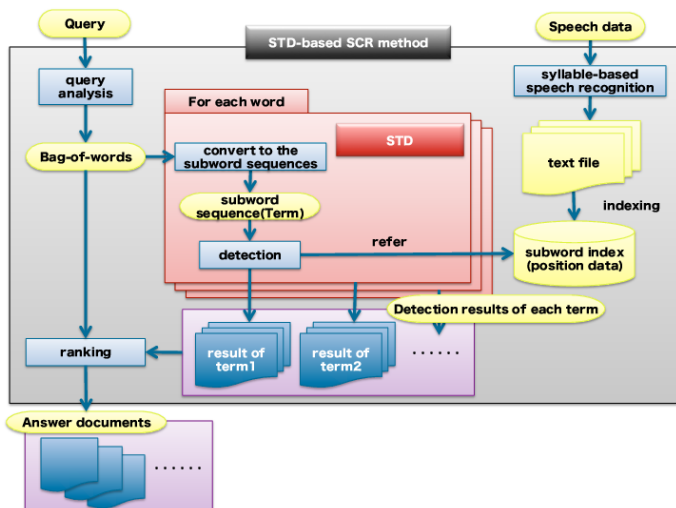 Query
STD-based SCR method
Speech data
query
analysis
syllable-based
speech recognition
For each word
STD
Bag-of-words
convert to the
subword sequences
text file
subword
sequence(Term)
indexing
detection
refer
subword index
(position data)
Detection results of each term
ranking
result of
term1
result of
term2
......
Answer documents
......